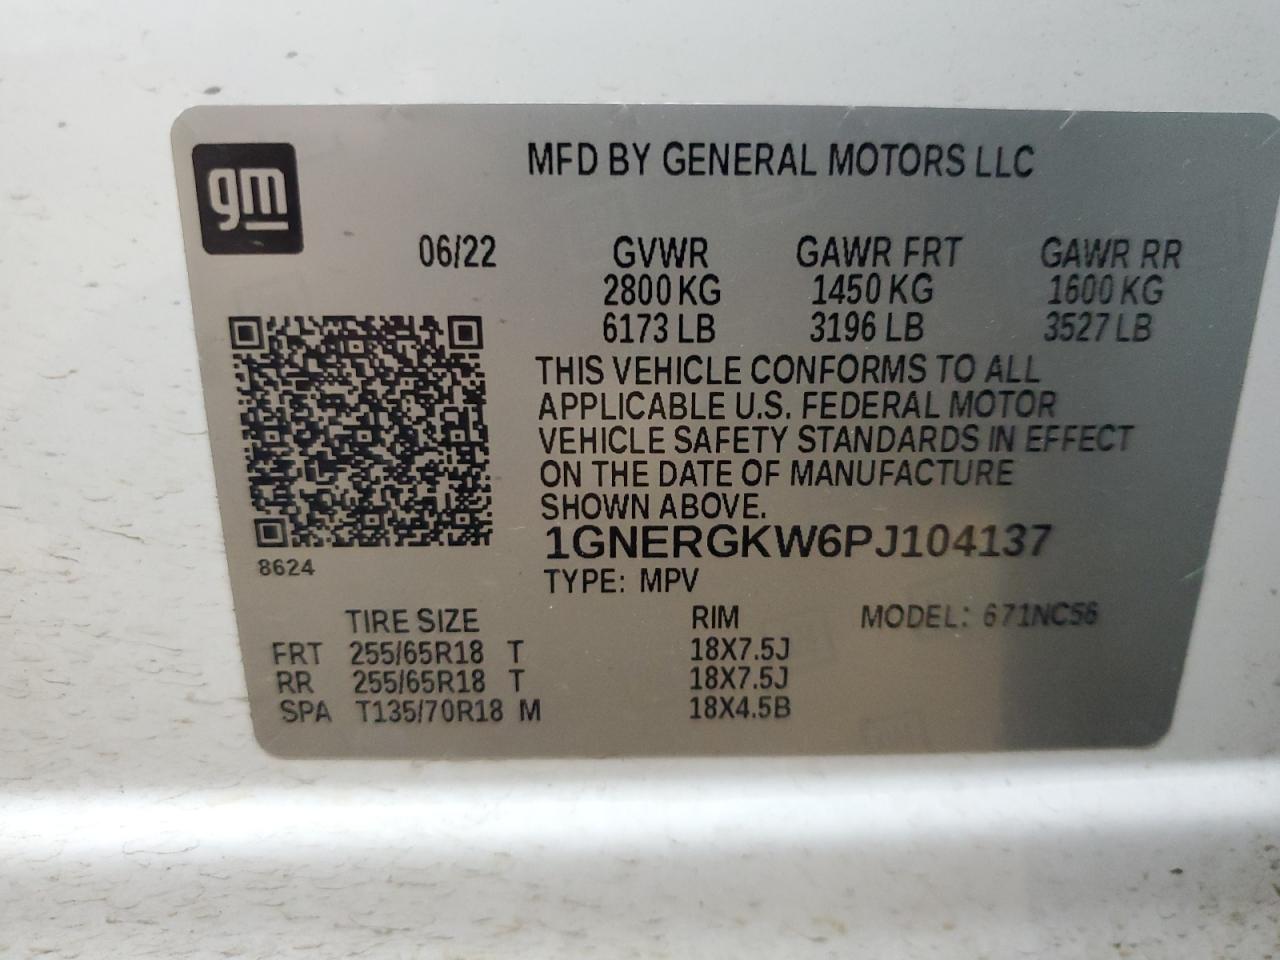 gm
MFD BY GENERAL MOTORS LLC
06/22 GVWR GAWR FRT GAWR RR
2800 KG 1450 KG 1600 KG
6173 LB 3196 LB 3527 LB
THIS VEHICLE CONFORMS TO ALL
APPLICABLE U.S. FEDERAL MOTOR
VEHICLE SAFETY STANDARDS IN EFFECT
ON THE DATE OF MANUFACTURE
SHOWN ABOVE.
1GNERGKW6PJ104137
8624
TYPE: MPV
TIRE SIZE RIM MODEL: 671NC56
FRT 255/65R18 T 18X7.5J
RR 255/65R18 T 18X7.5J
SPA T135/70R18 M 18X4.5B